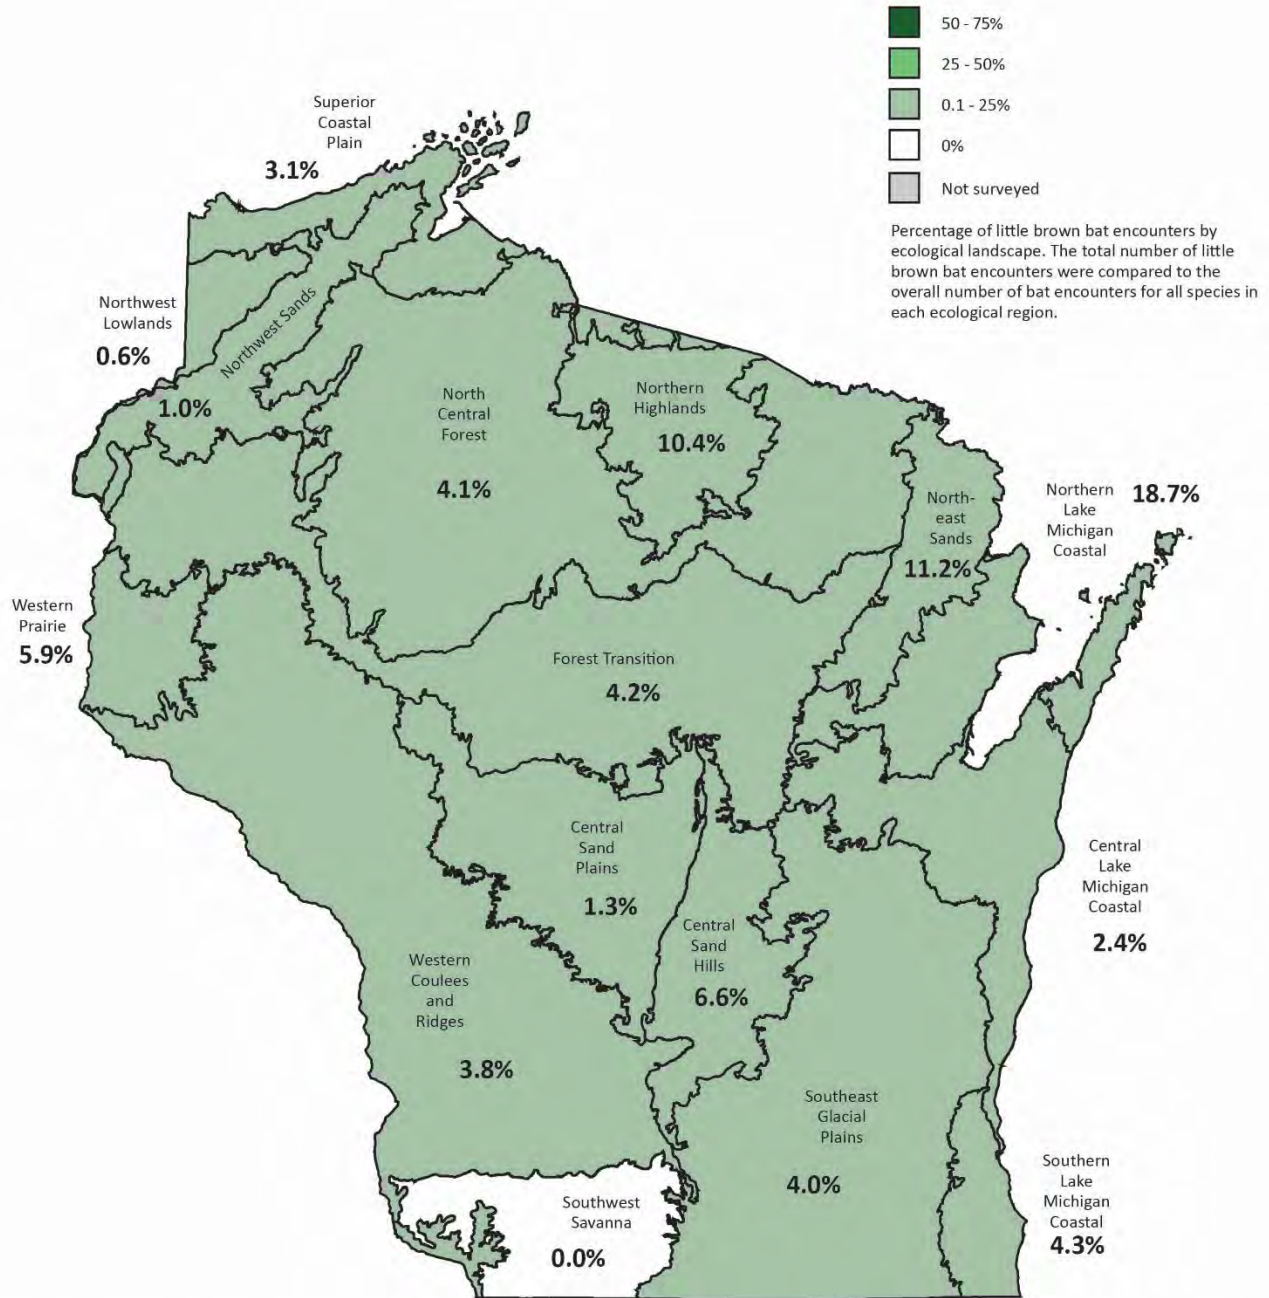 50 - 75%
25 - 50%
0.1 - 25%
0%
Not surveyed
Percentage of little brown bat encounters by
ecological landscape. The total number of little
brown bat encounters were compared to the
overall number of bat encounters for all species in
each ecological region.
Superior
Coastal
Plain
3.1%
Northwest
Lowlands
0.6%
Northwest Sands
1.0%
North
Central
Forest
4.1%
Northern
Highlands
10.4%
North-
east
Sands
11.2%
Northern
Lake
Michigan
Coastal
18.7%
Western
Prairie
5.9%
Forest Transition
4.2%
Central
Sand
Plains
1.3%
Central
Sand
Hills
6.6%
Central
Lake
Michigan
Coastal
2.4%
Western
Coulees
and
Ridges
3.8%
Southeast
Glacial
Plains
4.0%
Southern
Lake
Michigan
Coastal
4.3%
Southwest
Savanna
0.0%